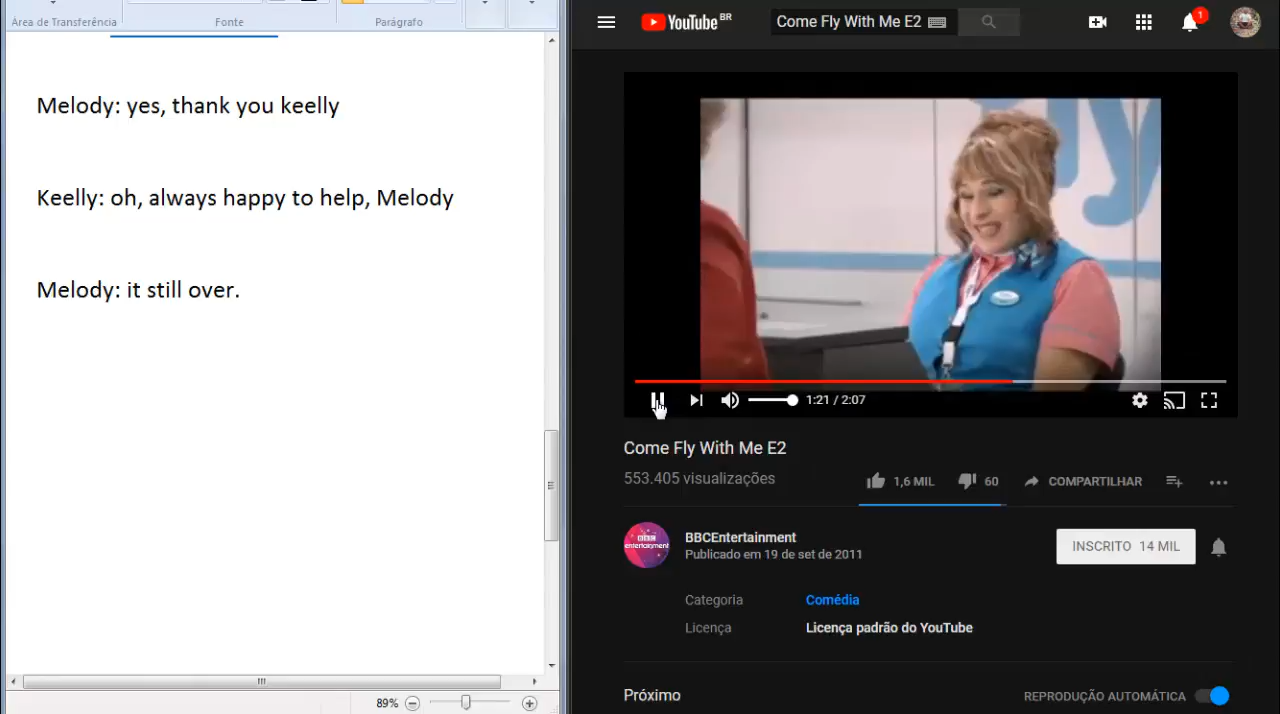 Área de Transferência
Fonte
Parágrafo
Melody: yes, thank you keelly
Keelly: oh, always happy to help, Melody
Melody: it still over.
89%
YouTube BR
Come Fly With Me E2
1
1:21 / 2:07
Come Fly With Me E2
553.405 visualizações
1,6 MIL
60
COMPARTILHAR
BBC
entertainment
BBCEntertainment
Publicado em 19 de set de 2011
INSCRITO 14 MIL
Categoria
Comédia
Licença
Licença padrão do YouTube
Próximo
REPRODUÇÃO AUTOMÁTICA